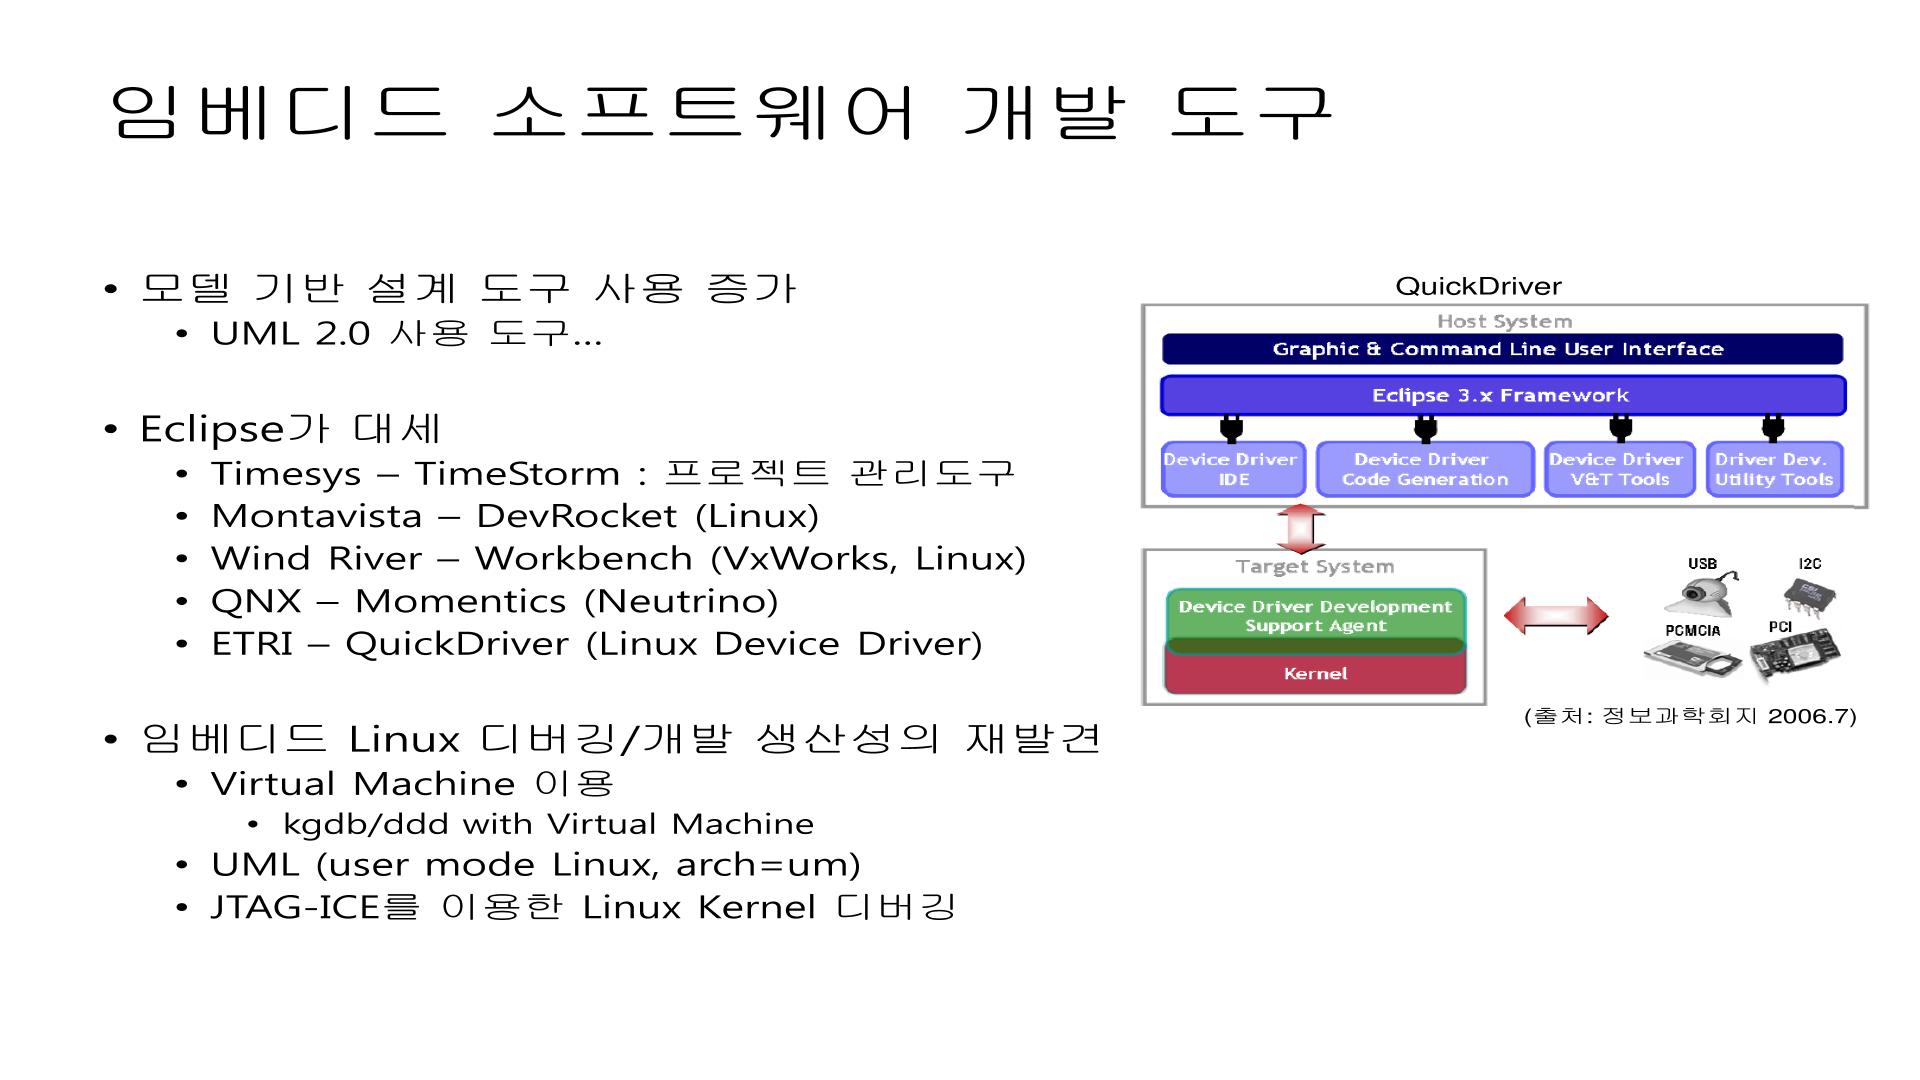 임베디드 소프트웨어 개발 도구
• 모델 기반 설계 도구 사용 증가
• UML 2.0 사용 도구...
• Eclipse가 대세
• Timesys – TimeStorm : 프로젝트 관리도구
• Montavista – DevRocket (Linux)
• Wind River – Workbench (VxWorks, Linux)
• QNX – Momentics (Neutrino)
• ETRI – QuickDriver (Linux Device Driver)
• 임베디드 Linux 디버깅/개발 생산성의 재발견
• Virtual Machine 이용
• kgdb/ddd with Virtual Machine
• UML (user mode Linux, arch=um)
• JTAG-ICE를 이용한 Linux Kernel 디버깅
QuickDriver
Host System
Graphic & Command Line User Interface
Eclipse 3.x Framework
Device Driver
IDE
Device Driver
Code Generation
Device Driver
V&T Tools
Driver Dev.
Utility Tools
Target System
Device Driver Development
Support Agent
Kernel
USB
I2C
PCMCIA
PCI
(출처: 정보과학회지 2006.7)